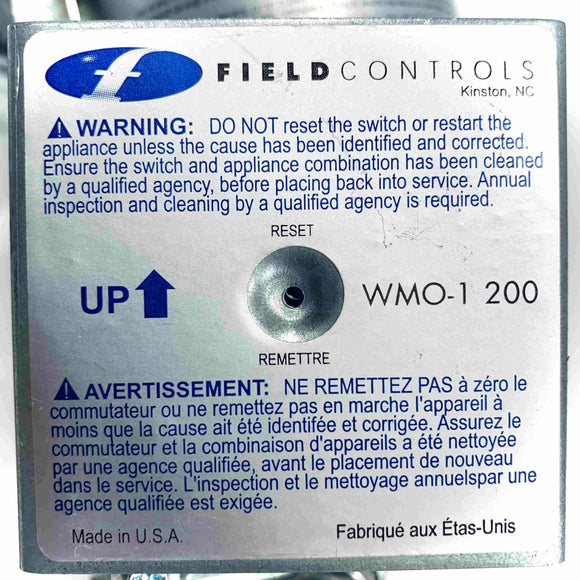 f FIELD CONTROLS
Kinston, NC
WARNING: DO NOT reset the switch or restart the
appliance unless the cause has been identified and corrected.
Ensure the switch and appliance combination has been cleaned
by a qualified agency, before placing back into service. Annual
inspection and cleaning by a qualified agency is required.
RESET
UP WMO-1 200
REMETTRE
AVERTISSEMENT: NE REMETTEZ PAS à zéro le
commutateur ou ne remettez pas en marche l'appareil à
moins que la cause ait été identifée et corrigée. Assurez le
commutateur et la combinaison d'appareils a été nettoyée
par une agence qualifiée, avant le placement de nouveau
dans le service. L'inspection et le mettoyage annuelspar une
agence qualifiée est exigée.
Made in U.S.A. Fabriqué aux Étas-Unis